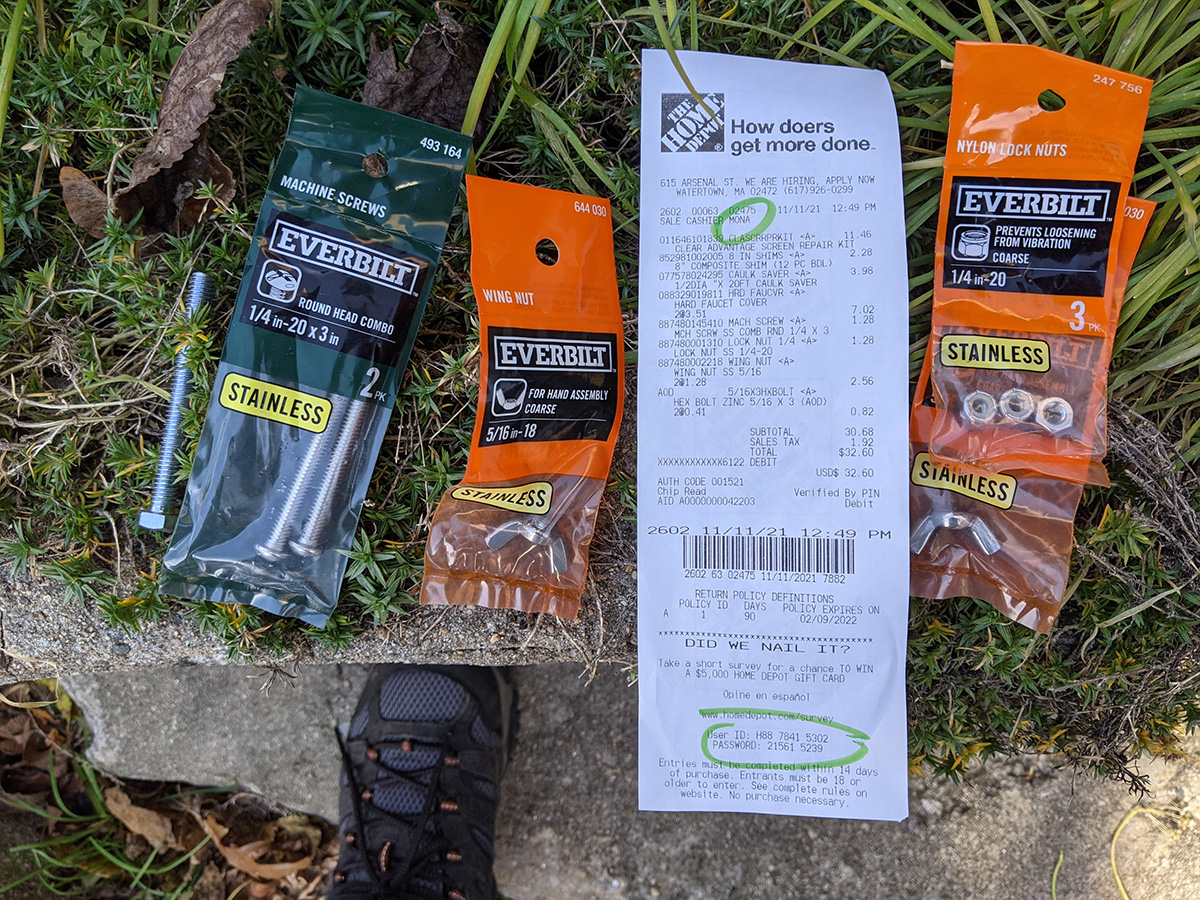 493 164
MACHINE SCREWS
EVERBILT
ROUND HEAD COMBO
1/4 in-20 x 3 in
2 PK
STAINLESS
644 030
WING NUT
EVERBILT
FOR HAND ASSEMBLY
COARSE
5/16 in-18
STAINLESS
THE HOME DEPOT
How doers
get more done.
615 ARSENAL ST. WE ARE HIRING, APPLY NOW
WATERTOWN, MA 02472 (617)926-0299
2602 00063 02475 11/11/21 12:49 PM
SALE CASHIER MONA
011646101839 CLASCRRPRKIT <A> 11.46
CLEAR ADVANTAGE SCREEN REPAIR KIT
852981002005 8 IN SHIMS <A> 2.28
8" COMPOSITE SHIM (12 PC BDL)
077578024295 CAULK SAVER <A> 3.98
1/2DIA "X 20FT CAULK SAVER
088329019811 HRD FAUCVR <A>
HARD FAUCET COVER
2@3.51 7.02
887480145410 MACH SCREW <A> 1.28
MCH SCRW SS COMB RND 1/4 X 3
887480001310 LOCK NUT 1/4 <A> 1.28
LOCK NUT SS 1/4-20
887480002218 WING NUT <A>
WING NUT SS 5/16
2@1.28 2.56
AOD 5/16X3HXBOLT <A>
HEX BOLT ZINC 5/16 X 3 (AOD)
2@0.41 0.82
SUBTOTAL 30.68
SALES TAX 1.92
TOTAL $32.60
XXXXXXXXXXXX6122 DEBIT
USD$ 32.60
AUTH CODE 001521
Chip Read Verified By PIN
AID A0000000042203 Debit
2602 11/11/21 12:49 PM
2602 63 02475 11/11/2021 7882
RETURN POLICY DEFINITIONS
POLICY ID DAYS POLICY EXPIRES ON
A 1 90 02/09/2022
DID WE NAIL IT?
Take a short survey for a chance TO WIN
A $5,000 HOME DEPOT GIFT CARD
Opine en español
www.homedepot.com/survey
User ID: H88 7841 5302
PASSWORD: 21561 5239
Entries must be completed within 14 days
of purchase. Entrants must be 18 or
older to enter. See complete rules on
website. No purchase necessary.
247 756
NYLON LOCK NUTS
EVERBILT
PREVENTS LOOSENING
FROM VIBRATION
COARSE
1/4 in-20
3 PK
STAINLESS
030
STAINLESS